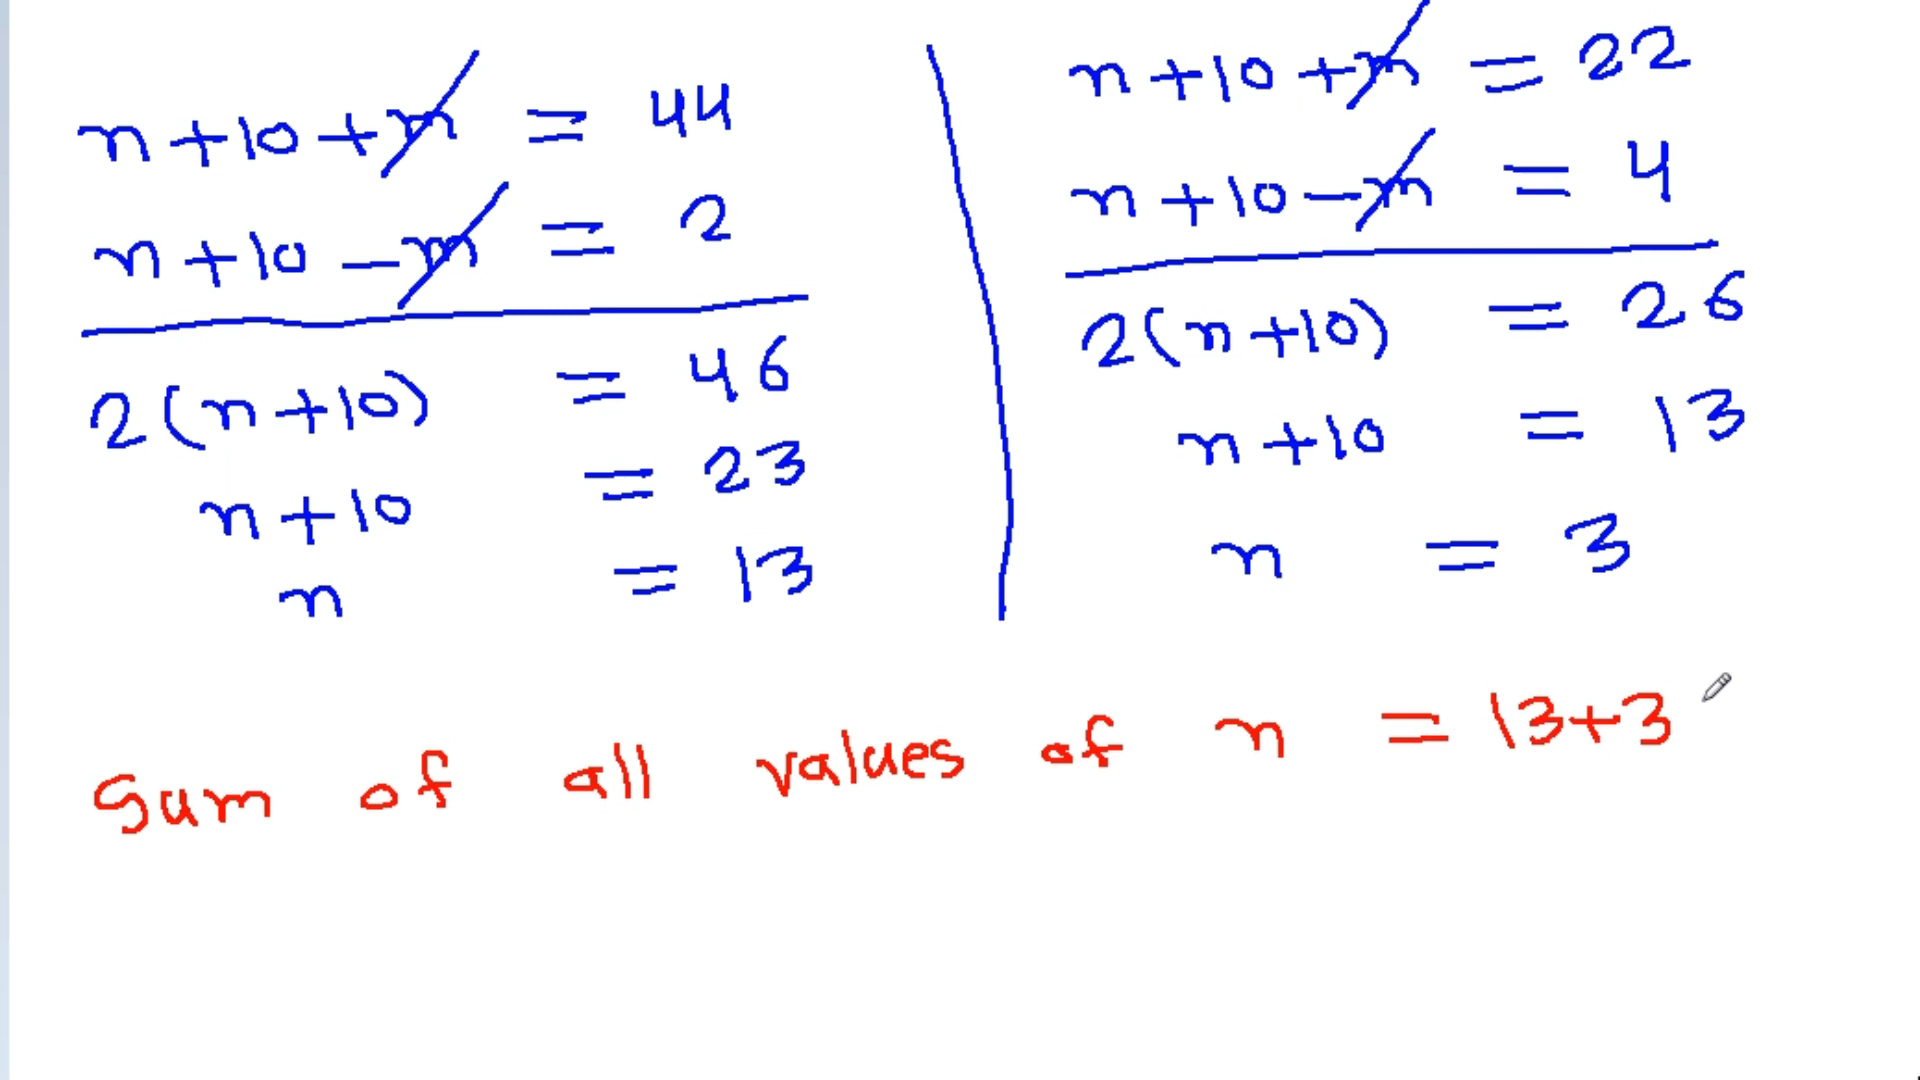 n+10+m = 44
n+10-m = 2
2(n+10) = 46
n+10 = 23
n = 13
n+10+m = 22
n+10-m = 4
2(n+10) = 26
n+10 = 13
n = 3
Sum of all values of n = 13+3